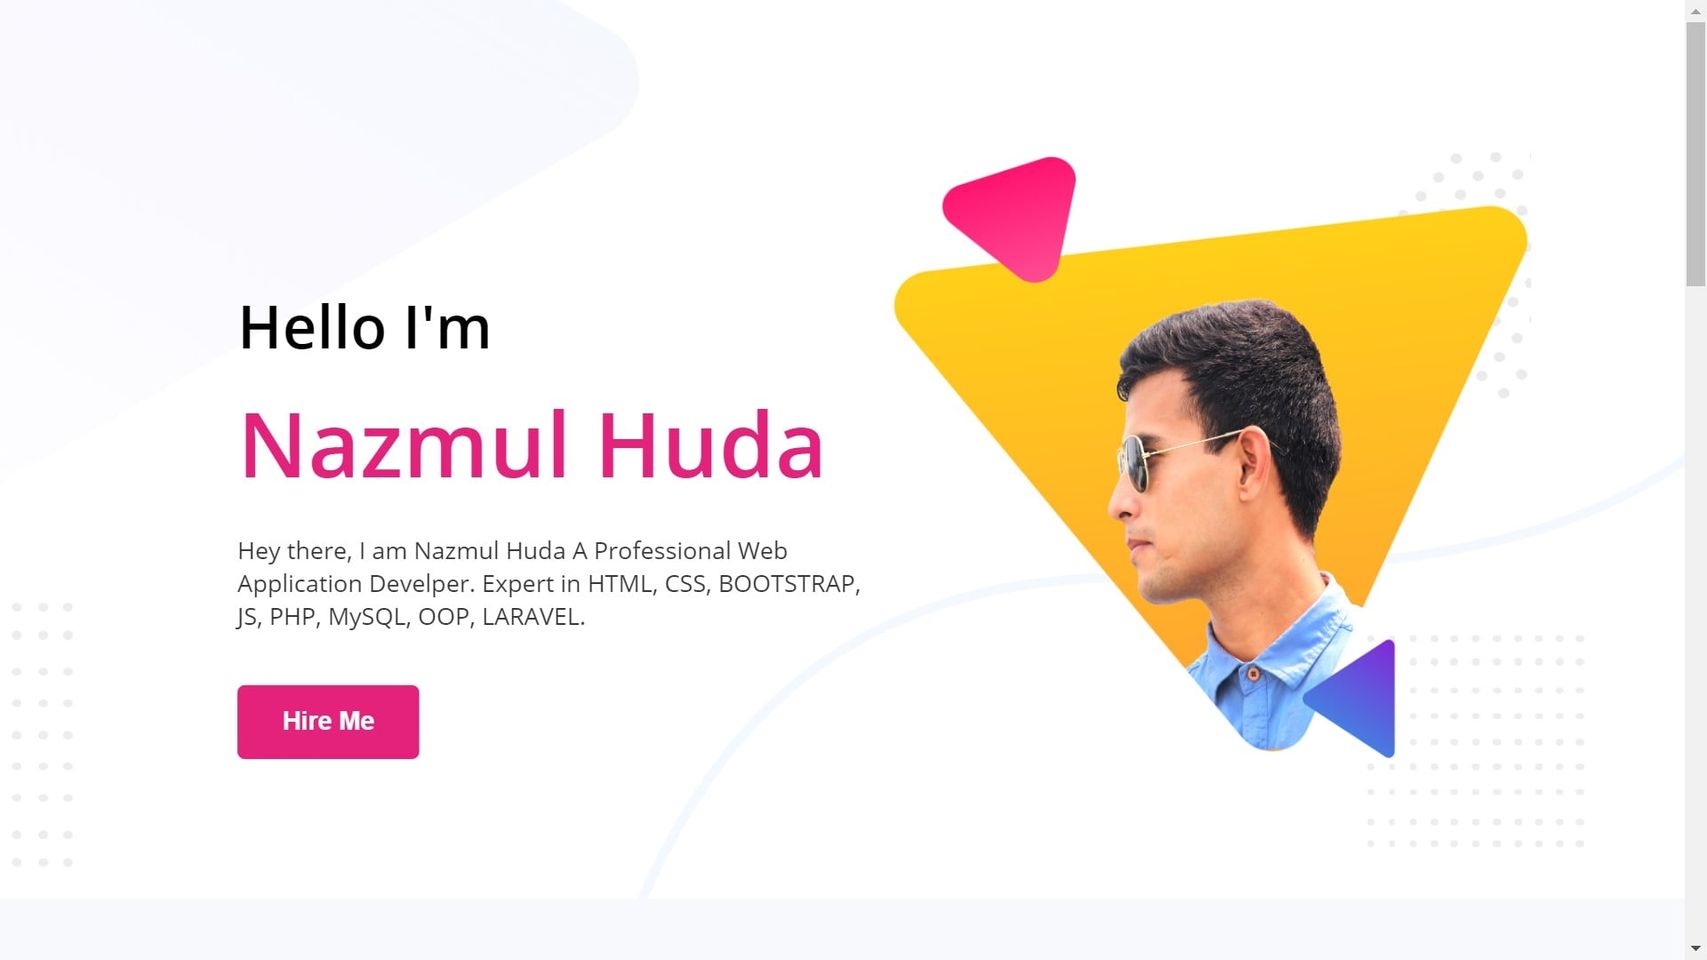 Hello I'm
Nazmul Huda
Hey there, I am Nazmul Huda A Professional Web
Application Develper. Expert in HTML, CSS, BOOTSTRAP,
JS, PHP, MySQL, OOP, LARAVEL.
Hire Me